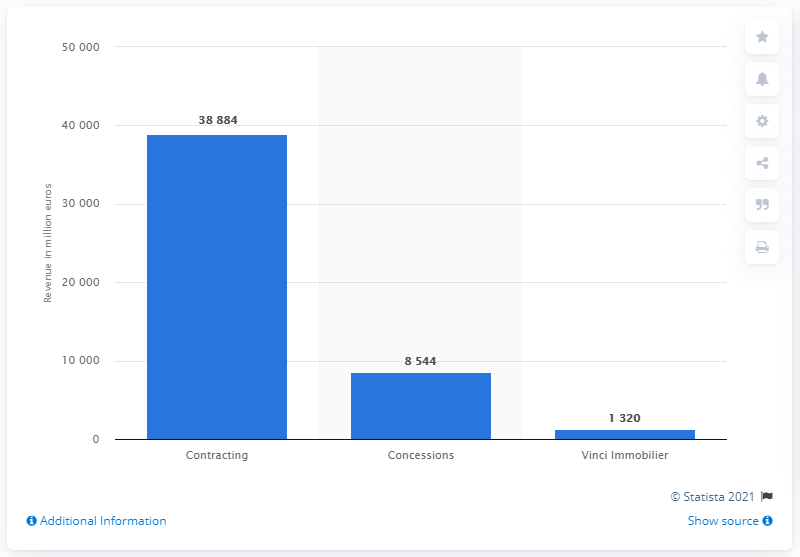 50 000
40 000
30 000
20 000
10 000
0
Revenue in million euros
38 884
8 544
1 320
Contracting
Concessions
Vinci Immobilier
© Statista 2021
Additional Information
Show source